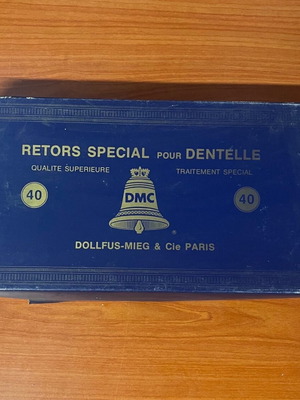 RETORS SPECIAL POUR DENTELLE
QUALITE SUPERIEURE TRAITEMENT SPECIAL
40 DMC 40
®
DOLLFUS-MIEG & Cie PARIS